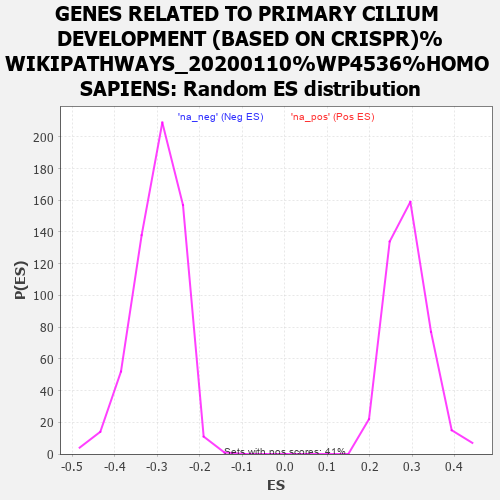 GENES RELATED TO PRIMARY CILIUM
DEVELOPMENT (BASED ON CRISPR)%
WIKIPATHWAYS_20200110%WP4536%HOMO
SAPIENS: Random ES distribution
'na_neg' (Neg ES) 'na_pos' (Pos ES)
200
180
160
140
120
100
80
60
40
20
0
P(ES)
Sets with pos scores: 41%
-0.5 -0.4 -0.3 -0.2 -0.1 0.0 0.1 0.2 0.3 0.4
ES